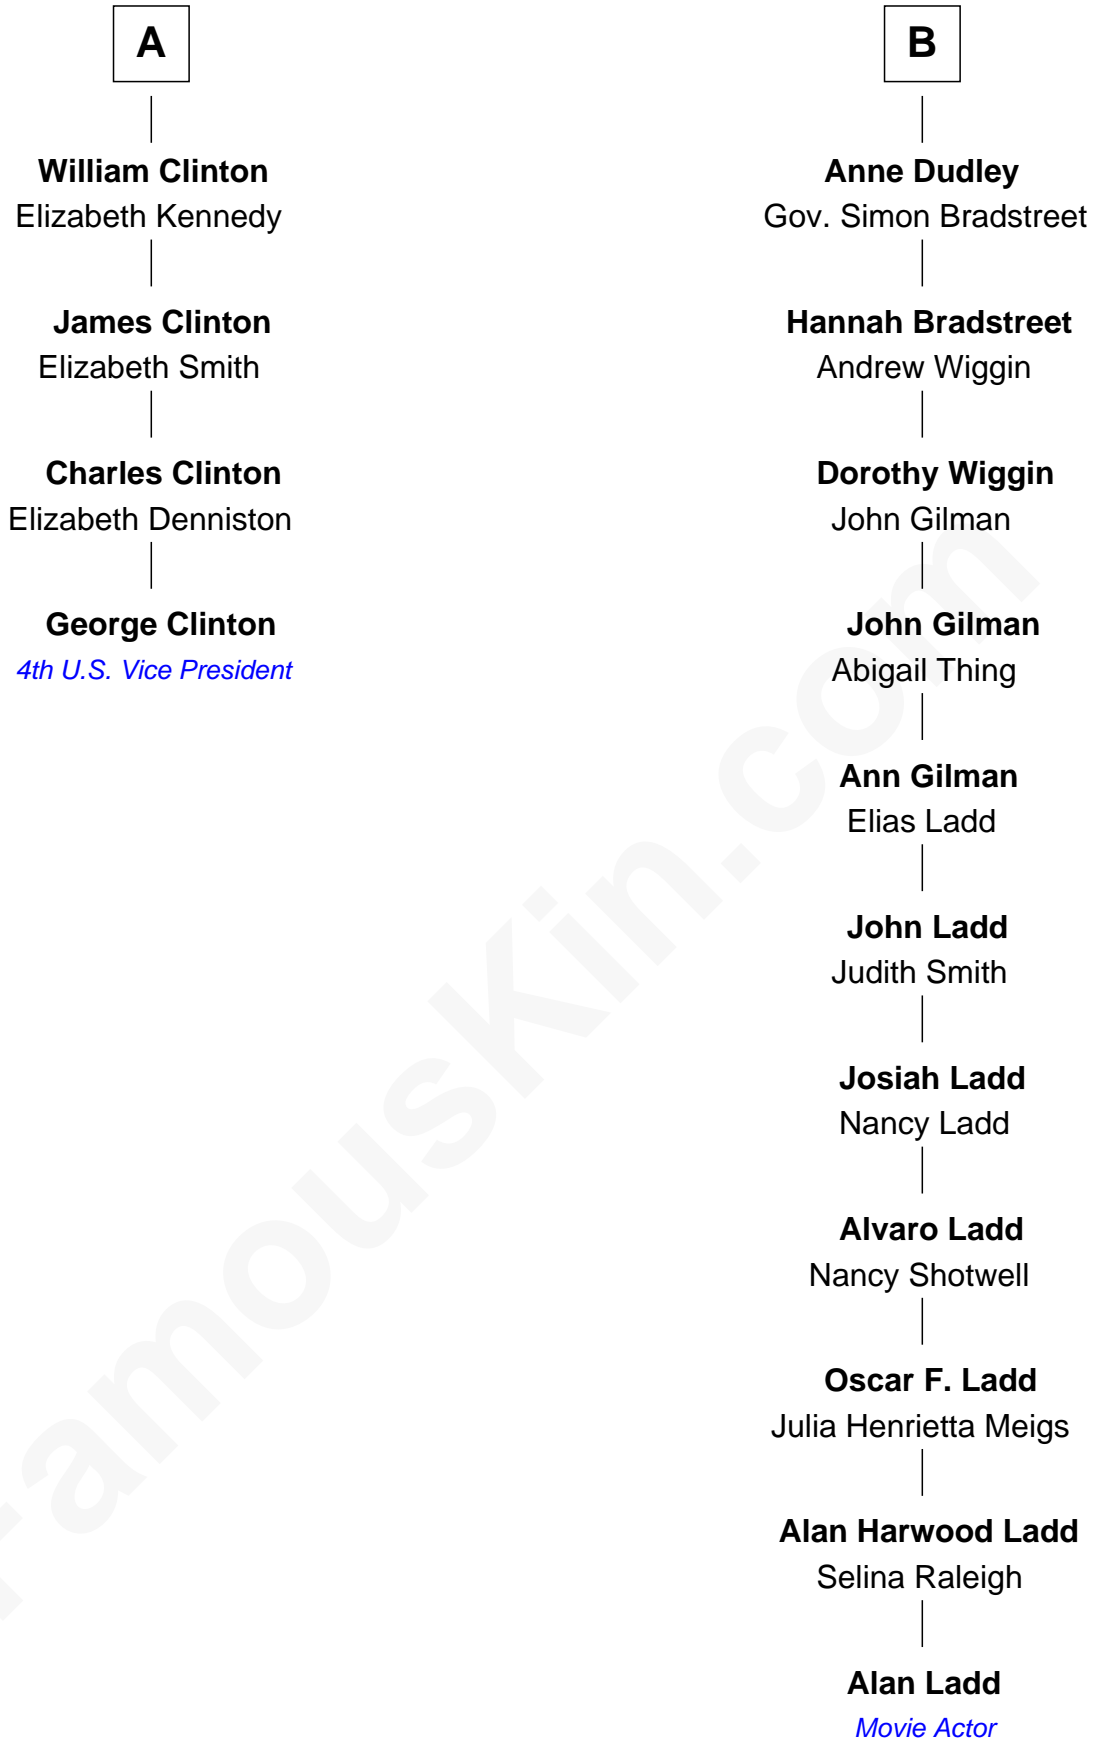 A
William Clinton
Elizabeth Kennedy
James Clinton
Elizabeth Smith
Charles Clinton
Elizabeth Denniston
George Clinton
4th U.S. Vice President
B
Anne Dudley
Gov. Simon Bradstreet
Hannah Bradstreet
Andrew Wiggin
Dorothy Wiggin
John Gilman
John Gilman
Abigail Thing
Ann Gilman
Elias Ladd
John Ladd
Judith Smith
Josiah Ladd
Nancy Ladd
Alvaro Ladd
Nancy Shotwell
Oscar F. Ladd
Julia Henrietta Meigs
Alan Harwood Ladd
Selina Raleigh
Alan Ladd
Movie Actor
FamousKin.com